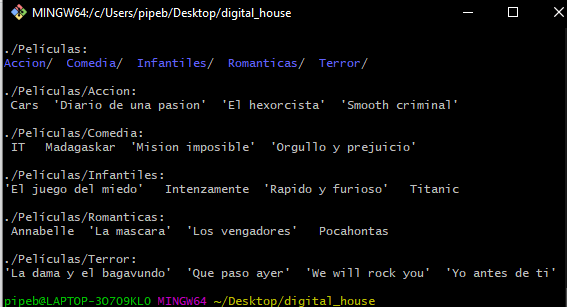 MINGW64:/c/Users/pipeb/Desktop/digital_house
./Películas:
Accion/  Comedia/  Infantiles/  Romanticas/  Terror/
./Películas/Accion:
Cars  'Diario de una pasion'  'El hexorcista'  'Smooth criminal'
./Películas/Comedia:
IT   Madagaskar  'Mision imposible'  'Orgullo y prejuicio'
./Películas/Infantiles:
'El juego del miedo'   Intenzamente  'Rapido y furioso'   Titanic
./Películas/Romanticas:
Annabelle  'La mascara'  'Los vengadores'   Pocahontas
./Películas/Terror:
'La dama y el bagavundo'  'Que paso ayer'  'We will rock you'  'Yo antes de ti'
pipeb@LAPTOP-3O7O9KL0 MINGW64 ~/Desktop/digital_house